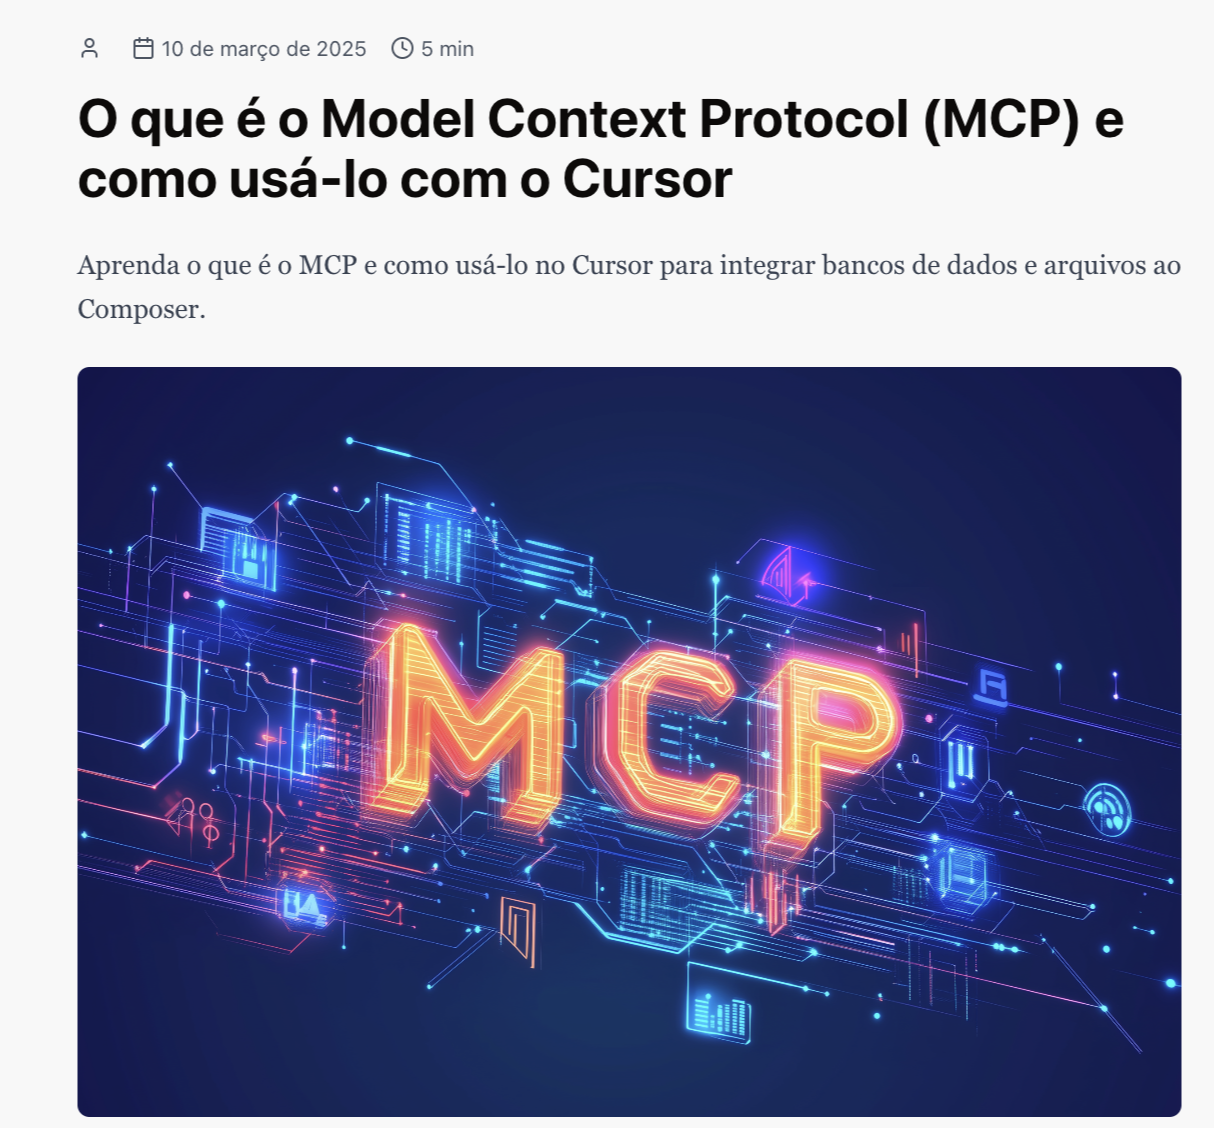 10 de março de 2025 5 min
O que é o Model Context Protocol (MCP) e
como usá-lo com o Cursor
Aprenda o que é o MCP e como usá-lo no Cursor para integrar bancos de dados e arquivos ao
Composer.
MCP